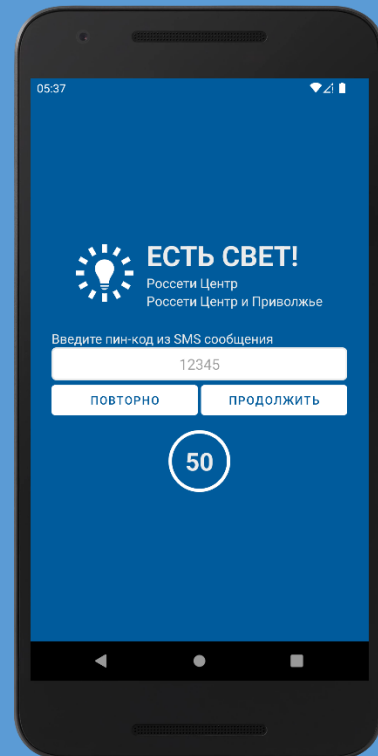 05:37
ЕСТЬ СВЕТ!
Россети Центр
Россети Центр и Приволжье
Введите пин-код из SMS сообщения
12345
ПОВТОРНО ПРОДОЛЖИТЬ
50